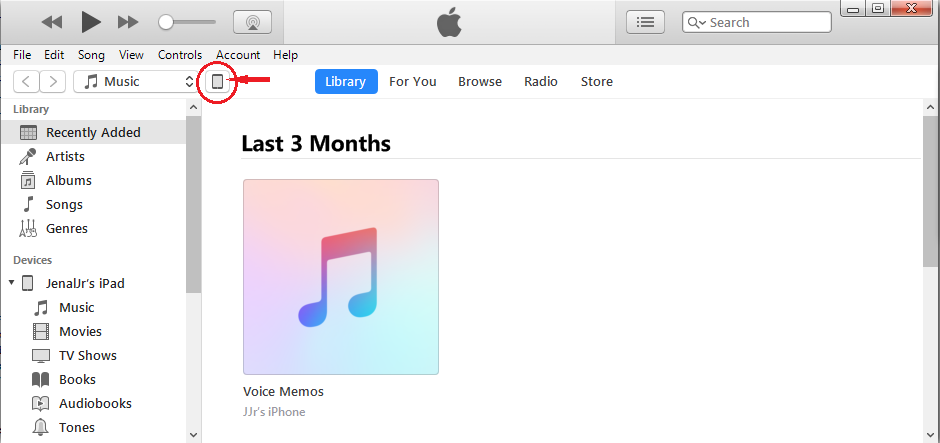 Search
File Edit Song View Controls Account Help
Music
Library For You Browse Radio Store
Library
Recently Added
Artists
Albums
Songs
Genres
Devices
JenalJr's iPad
Music
Movies
TV Shows
Books
Audiobooks
Tones
Last 3 Months
Voice Memos
JJr's iPhone